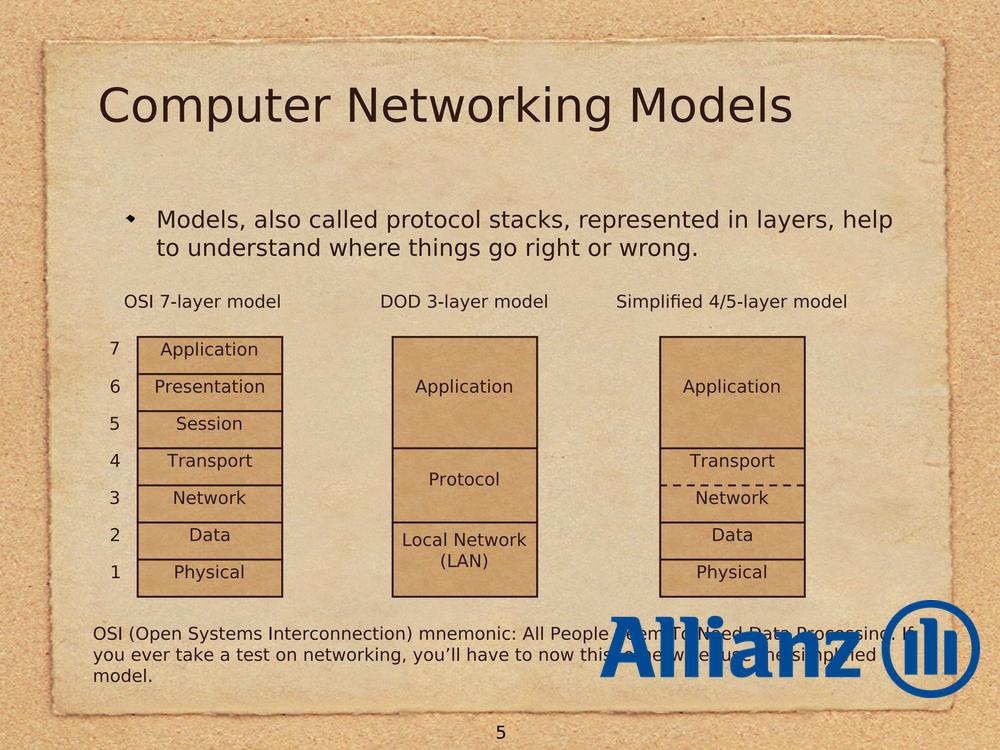 Computer Networking Models
Models, also called protocol stacks, represented in layers, help
to understand where things go right or wrong.
OSI 7-layer model
DOD 3-layer model
Simplified 4/5-layer model
7 Application
6 Presentation
5 Session
4 Transport
3 Network
2 Data
1 Physical
Application
Protocol
Local Network
(LAN)
Application
Transport
Network
Data
Physical
OSI (Open Systems Interconnection) mnemonic: All People Seem To Need Data Processing. If
you ever take a test on networking, you’ll have to now this, use the simplified
model.
Allianz
5